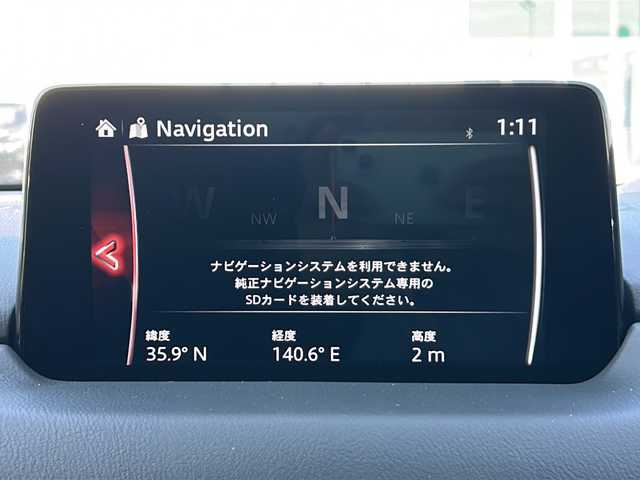 Navigation
1:11
W NW N NE E
ナビゲーションシステムを利用できません。
純正ナビゲーションシステム専用の
SDカードを装着してください。
緯度 経度 高度
35.9° N 140.6° E 2 m